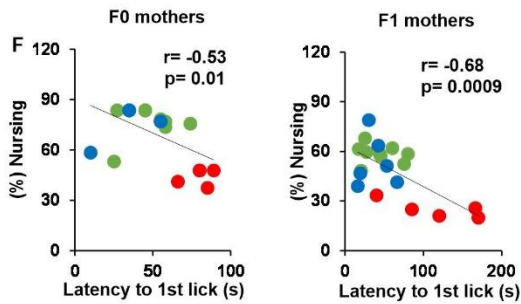 F
F0 mothers
r= -0.53
p= 0.01
(%) Nursing
120
90
60
30
0
0
50
100
Latency to 1st lick (s)
F1 mothers
r= -0.68
p= 0.0009
(%) Nursing
120
90
60
30
0
0
100
200
Latency to 1st lick (s)